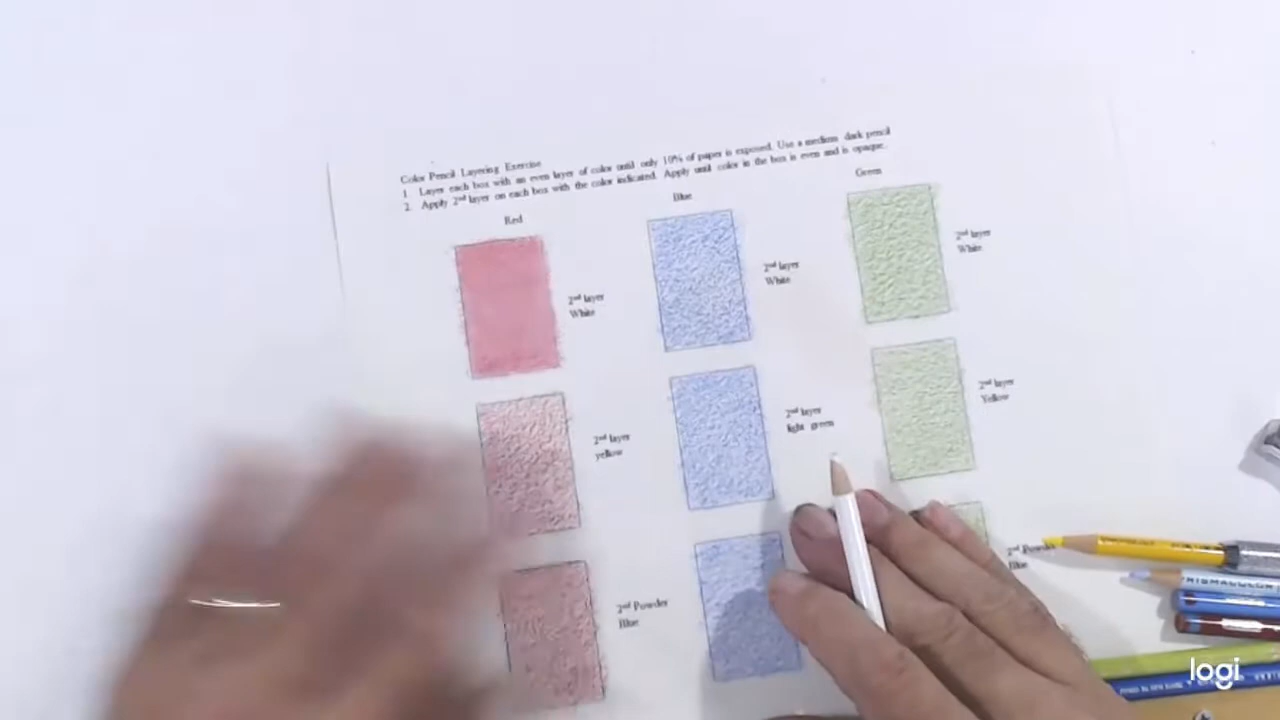 Color Pencil Layering Exercise
1. Layer each box with an even layer of color until only 10% of paper is exposed. Use a medium dark pencil
2. Apply 2nd layer on each box with the color indicated. Apply until color in the box is even and is opaque.
Red
Blue
Green
2nd layer
White
2nd layer
White
2nd layer
White
2nd layer
yellow
2nd layer
light green
2nd layer
Yellow
2nd Powder
Blue
2nd Powder
Blue
PRISMACOLOR
logi